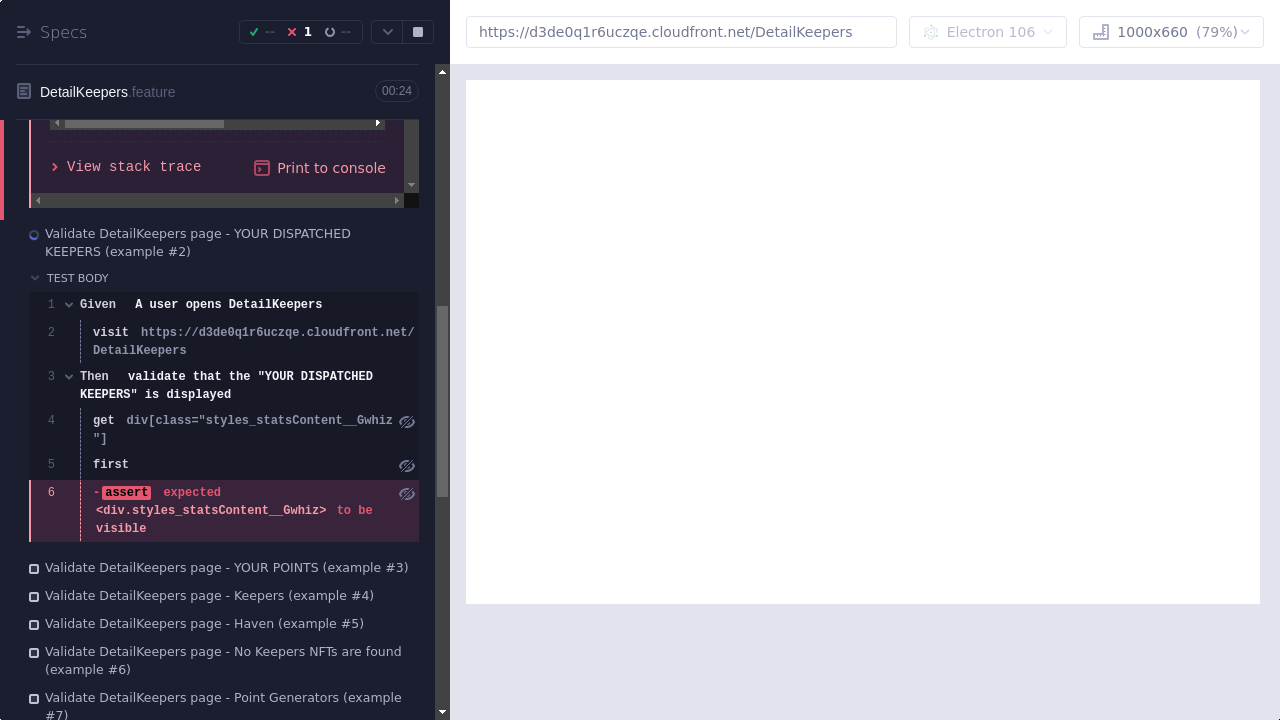 Specs
--
1
--
DetailKeepers.feature
00:24
View stack trace
Print to console
Validate DetailKeepers page - YOUR DISPATCHED
KEEPERS (example #2)
TEST BODY
1 Given A user opens DetailKeepers
2 visit https://d3de0q1r6uczqe.cloudfront.net/
DetailKeepers
3 Then validate that the "YOUR DISPATCHED
KEEPERS" is displayed
4 get div[class="styles_statsContent__Gwhiz
"]
5 first
6 -assert expected
<div.styles_statsContent__Gwhiz> to be
visible
Validate DetailKeepers page - YOUR POINTS (example #3)
Validate DetailKeepers page - Keepers (example #4)
Validate DetailKeepers page - Haven (example #5)
Validate DetailKeepers page - No Keepers NFTs are found
(example #6)
Validate DetailKeepers page - Point Generators (example
#7)
https://d3de0q1r6uczqe.cloudfront.net/DetailKeepers
Electron 106
1000x660 (79%)